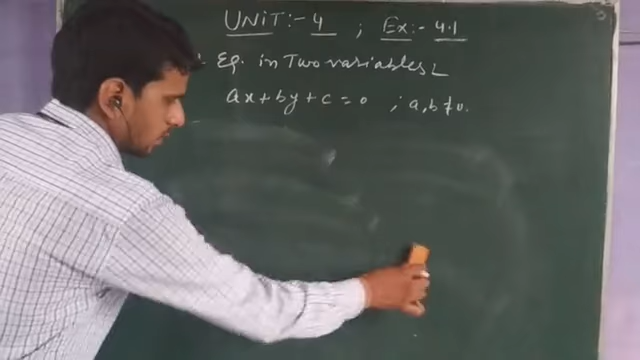 UNIT:- 4 ; Ex:- 4.1
Eq. in Two variables
ax + by + c = 0 ; a, b ≠ 0.